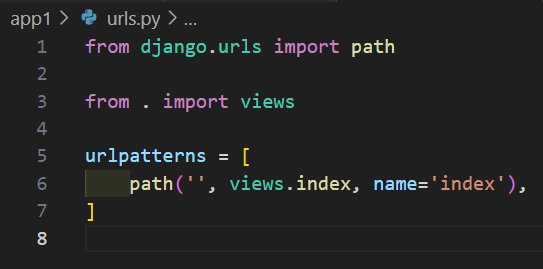 app1 > urls.py > ...
1 from django.urls import path
2
3 from . import views
4
5 urlpatterns = [
6     path('', views.index, name='index'),
7 ]
8